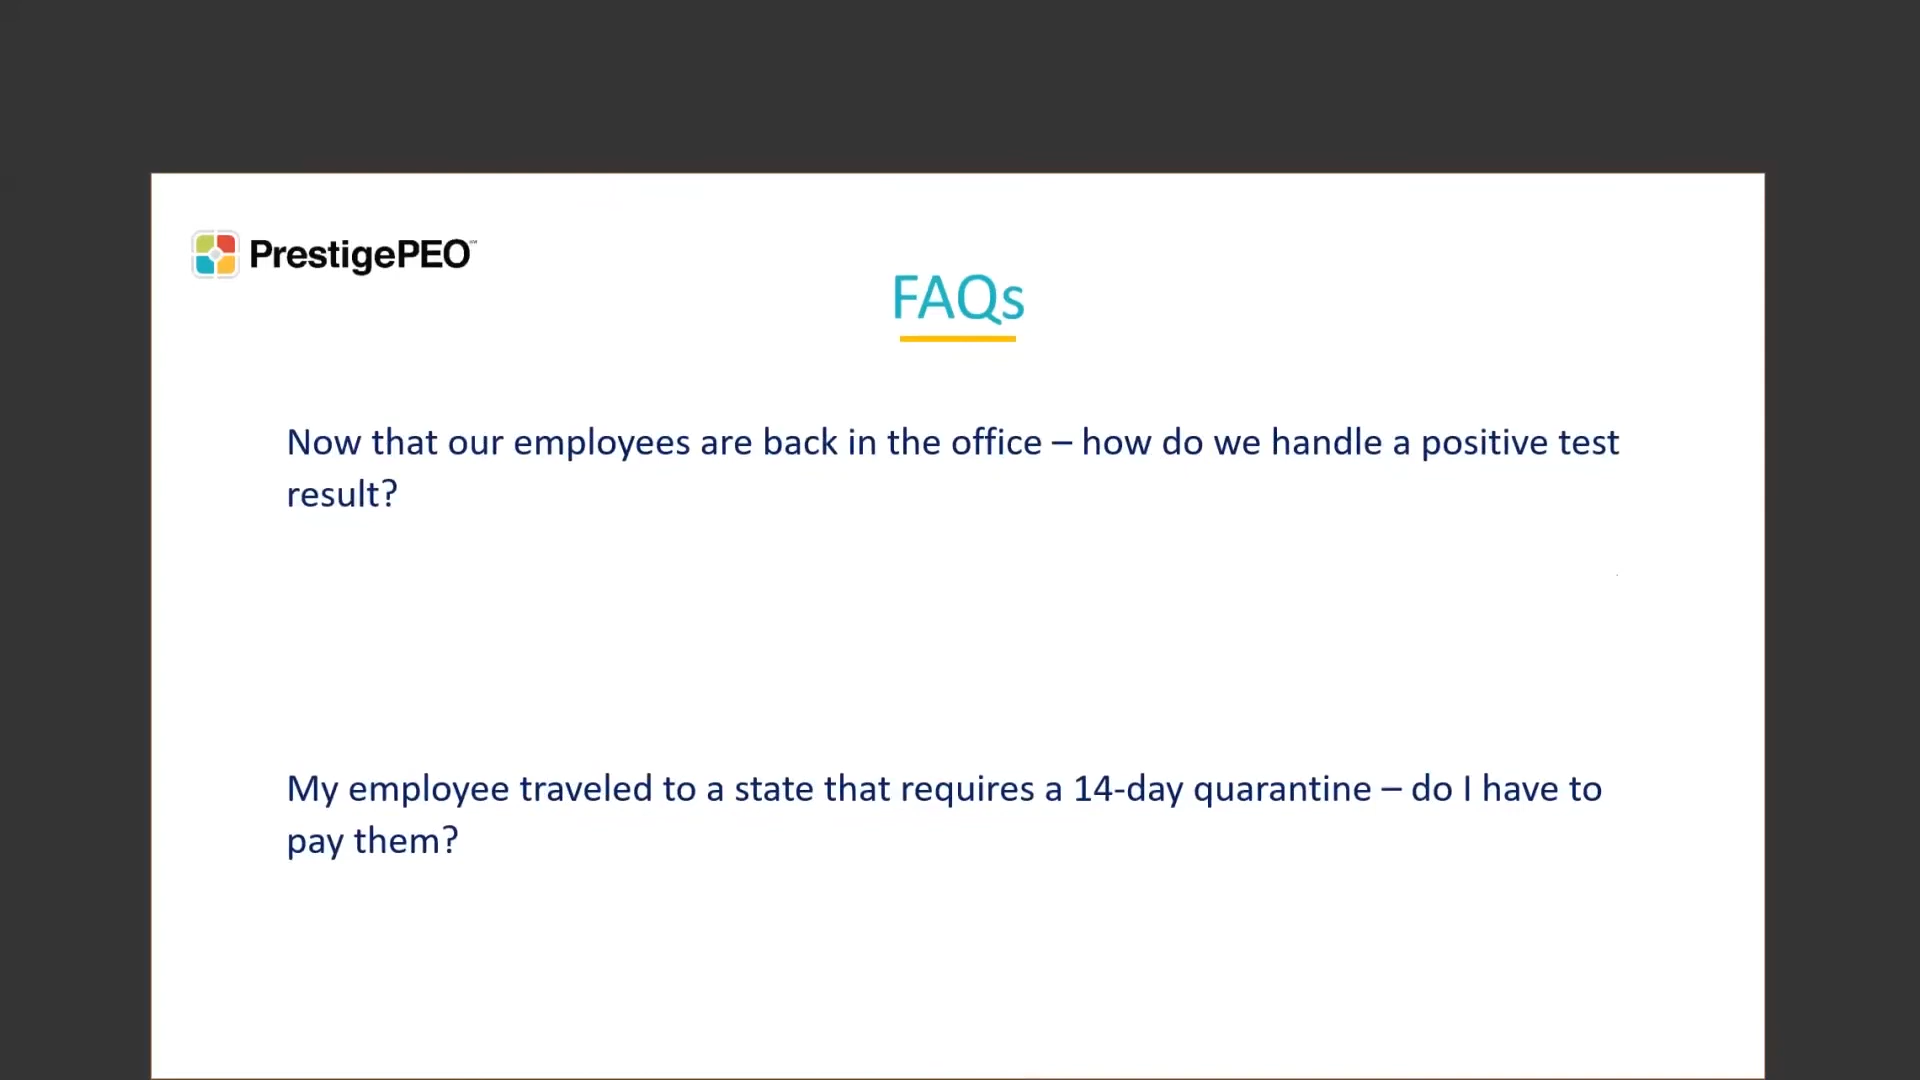 PrestigePEO
FAQs
Now that our employees are back in the office – how do we handle a positive test
result?
My employee traveled to a state that requires a 14-day quarantine – do I have to
pay them?